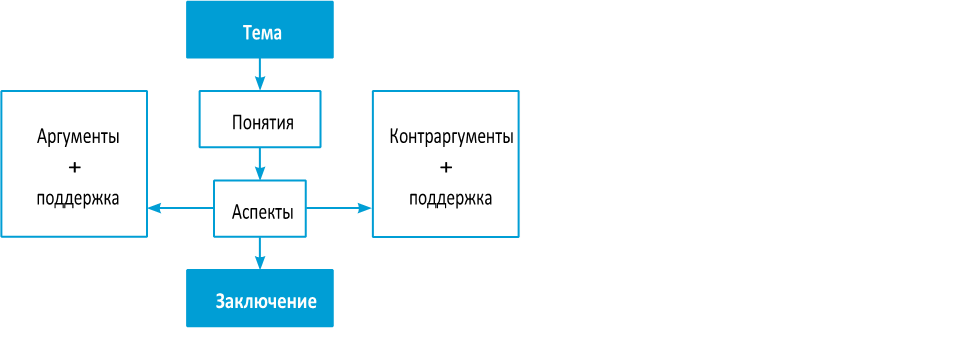 Тема
Понятия
Аргументы
+
поддержка
Контраргументы
+
поддержка
Аспекты
Заключение